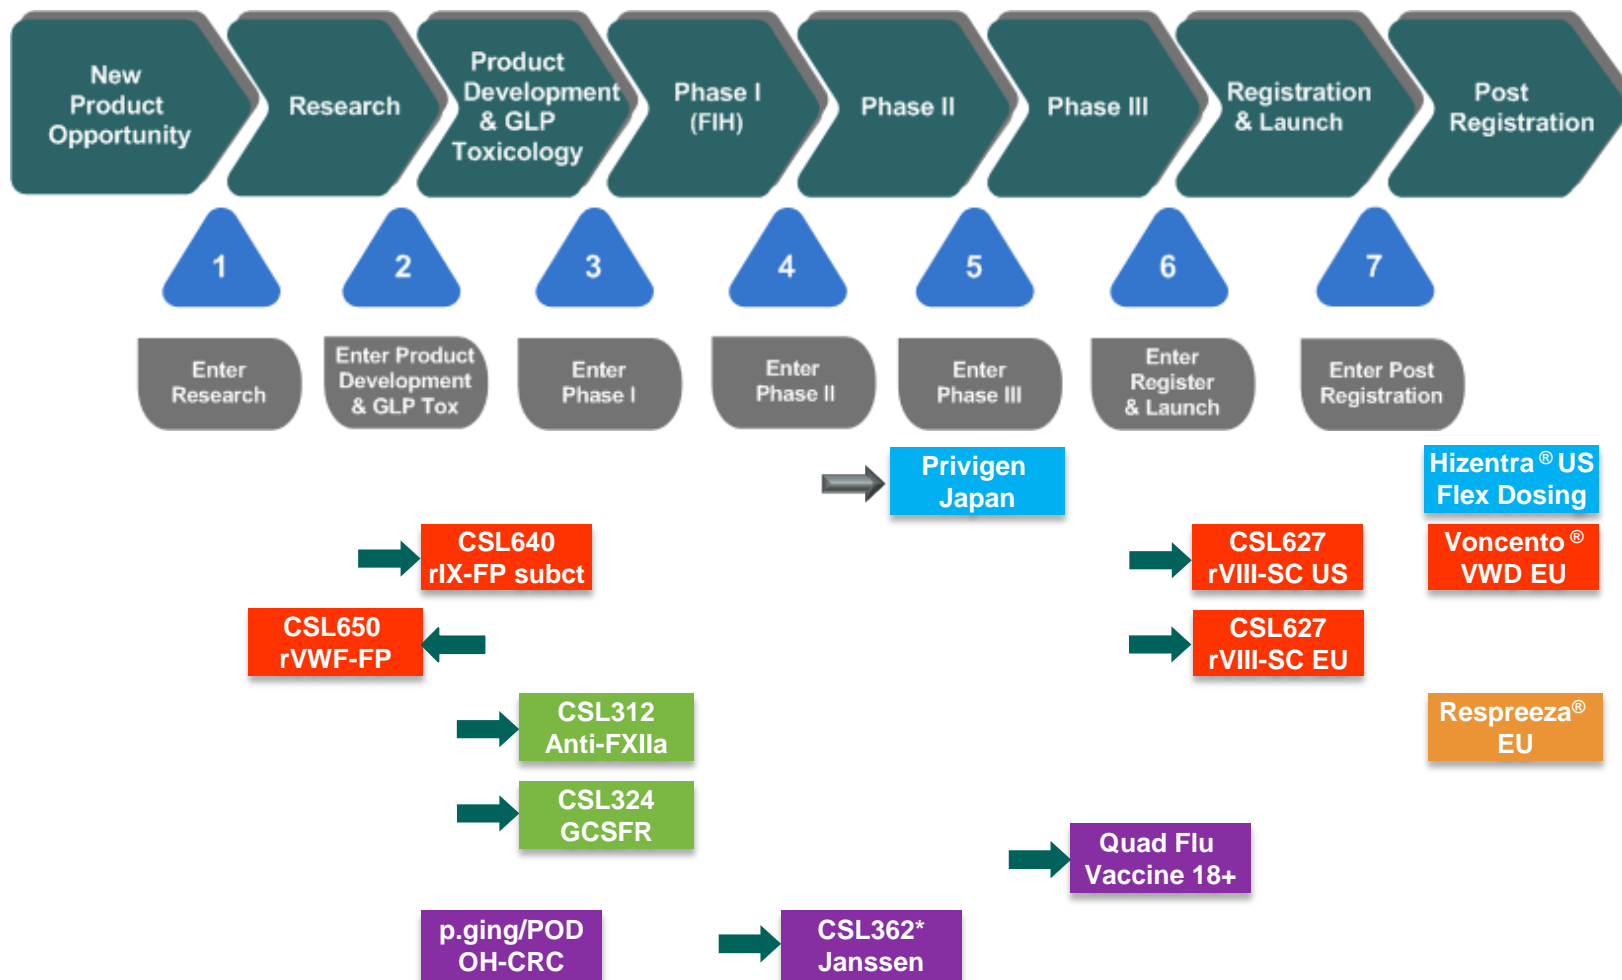 New
Product
Opportunity
Research
Product
Development
& GLP
Toxicology
Phase I
(FIH)
Phase II
Phase III
Registration
& Launch
Post
Registration
1
2
3
4
5
6
7
Enter
Research
Enter Product
Development
& GLP Tox
Enter
Phase I
Enter
Phase II
Enter
Phase III
Enter
Register
& Launch
Enter Post
Registration
Privigen
Japan
Hizentra® US
Flex Dosing
CSL640
rIX-FP subct
CSL627
rVIII-SC US
Voncento®
VWD EU
CSL650
rVWF-FP
CSL627
rVIII-SC EU
CSL312
Anti-FXIIa
Respreeza®
EU
CSL324
GCSFR
Quad Flu
Vaccine 18+
p.ging/POD
OH-CRC
CSL362*
Janssen